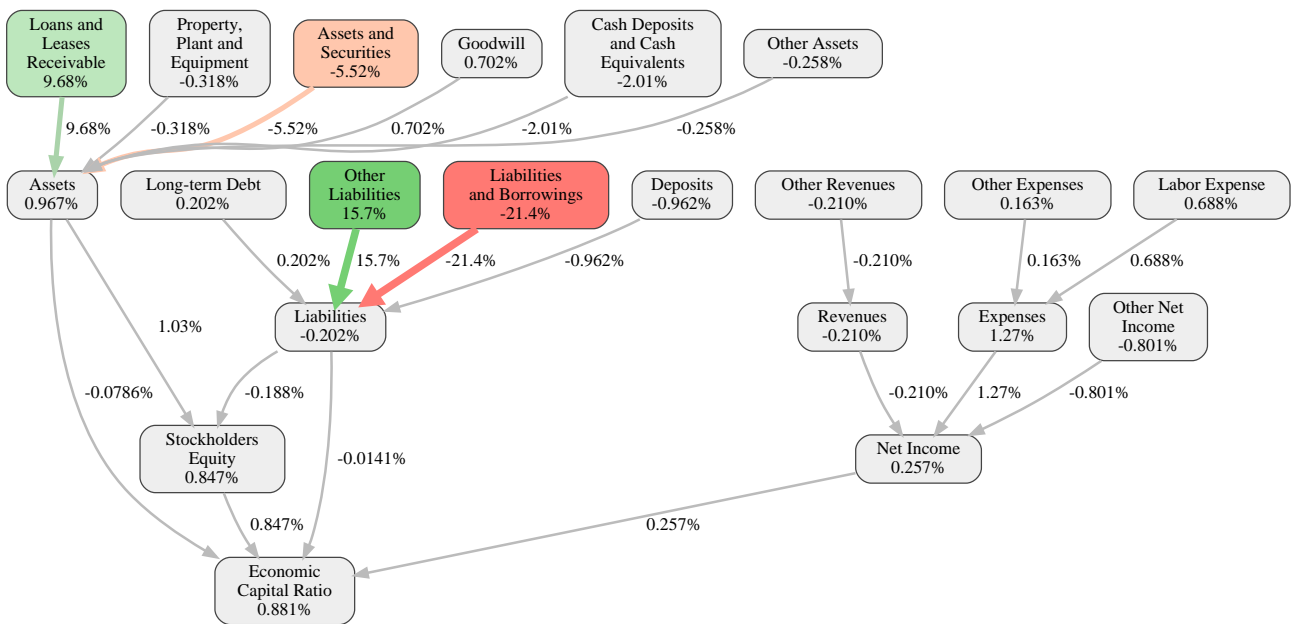 Loans and
Leases
Receivable
9.68%
Property,
Plant and
Equipment
-0.318%
Assets and
Securities
-5.52%
Goodwill
0.702%
Cash Deposits
and Cash
Equivalents
-2.01%
Other Assets
-0.258%
9.68%
-0.318%
-5.52%
0.702%
-2.01%
-0.258%
Assets
0.967%
Long-term Debt
0.202%
Other
Liabilities
15.7%
Liabilities
and Borrowings
-21.4%
Deposits
-0.962%
Other Revenues
-0.210%
Other Expenses
0.163%
Labor Expense
0.688%
0.202%
15.7%
-21.4%
-0.962%
-0.210%
0.163%
0.688%
Liabilities
-0.202%
Revenues
-0.210%
Expenses
1.27%
Other Net
Income
-0.801%
1.03%
-0.0786%
-0.188%
-0.210%
1.27%
-0.801%
Stockholders
Equity
0.847%
-0.0141%
Net Income
0.257%
0.847%
0.257%
Economic
Capital Ratio
0.881%